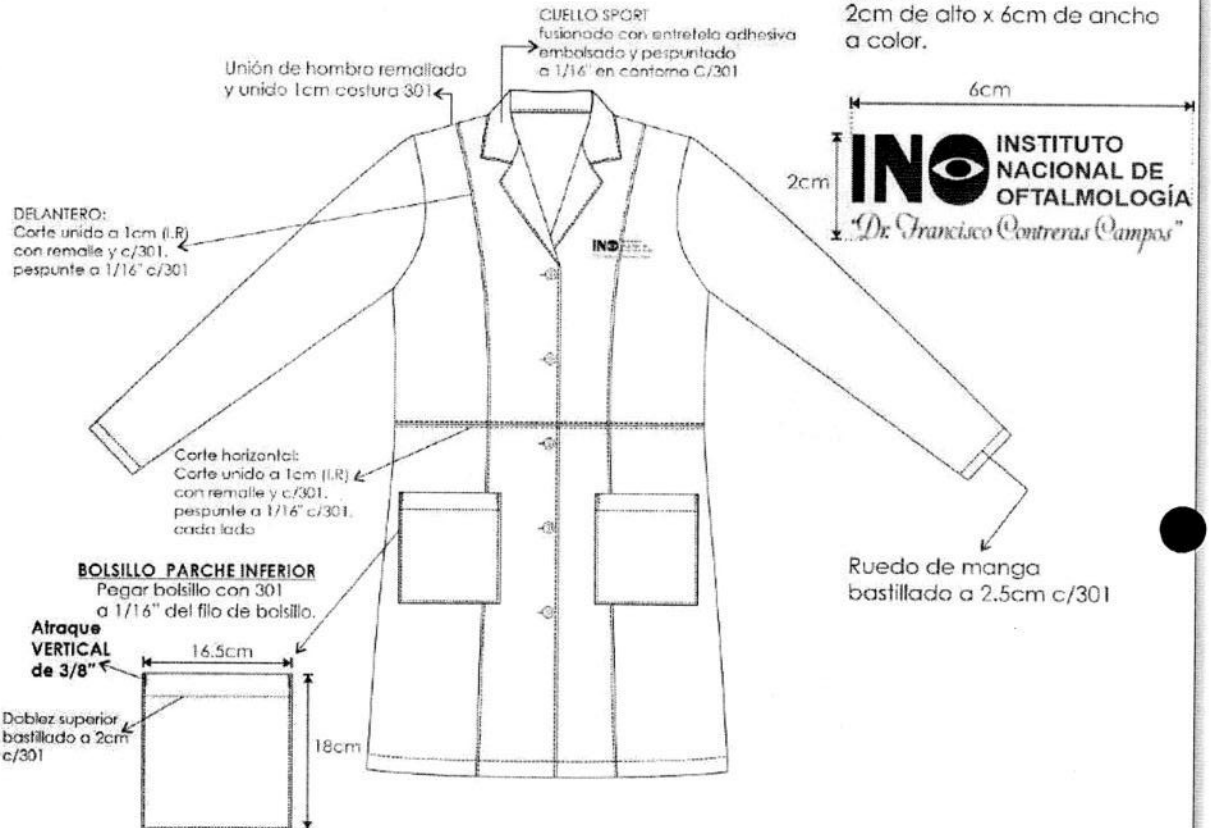 CUELLO SPORT
fusionado con entretela adhesiva
embolsado y pespuntado
a 1/16" en contorno C/301
2cm de alto x 6cm de ancho
a color.
Unión de hombro remallado
y unido 1cm costura 301
6cm
2cm
INO
INSTITUTO
NACIONAL DE
OFTALMOLOGÍA
"Dr. Francisco Contreras Campos"
DELANTERO:
Corte unido a 1cm (I.R)
con remalle y c/301.
pespunte a 1/16" c/301
INO
Corte horizontal:
Corte unido a 1cm (I.R)
con remalle y c/301.
pespunte a 1/16" c/301.
cada lado
BOLSILLO PARCHE INFERIOR
Pegar bolsillo con 301
a 1/16" del filo de bolsillo.
Atraque
VERTICAL
de 3/8"
16.5cm
Doblez superior
bastillado a 2cm
c/301
18cm
Ruedo de manga
bastillado a 2.5cm c/301